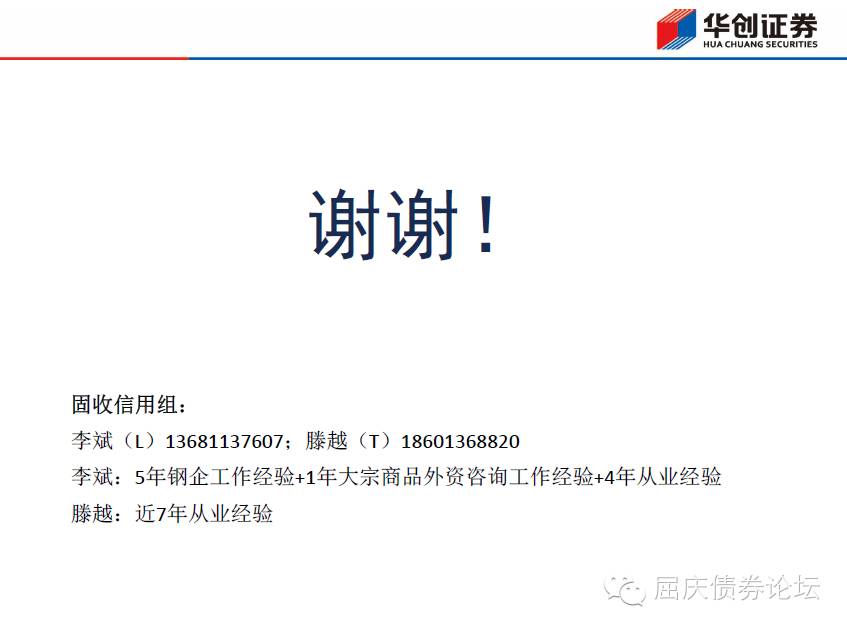 华创证券
HUA CHUANG SECURITIES
谢谢！
固收信用组：
李斌（L）13681137607；滕越（T）18601368820
李斌：5年钢企工作经验+1年大宗商品外资咨询工作经验+4年从业经验
滕越：近7年从业经验
屈庆债券论坛